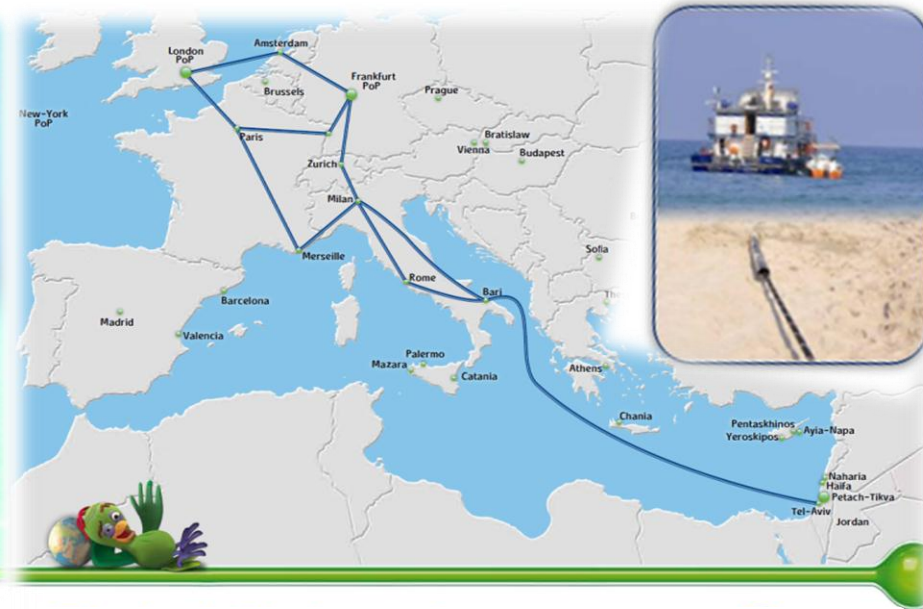 Amsterdam
London
PoP
Frankfurt
PoP
Brussels
Prague
New-York
PoP
Paris
Bratislaw
Vienna
Budapest
Zurich
Milan
Merseille
Sofia
Rome
Bari
Barcelona
Madrid
Valencia
Palermo
Mazara
Catania
Athens
Chania
Pentaskhinos
Ayia-Napa
Yeroskipos
Naharia
Haifa
Petach-Tikva
Tel-Aviv
Jordan